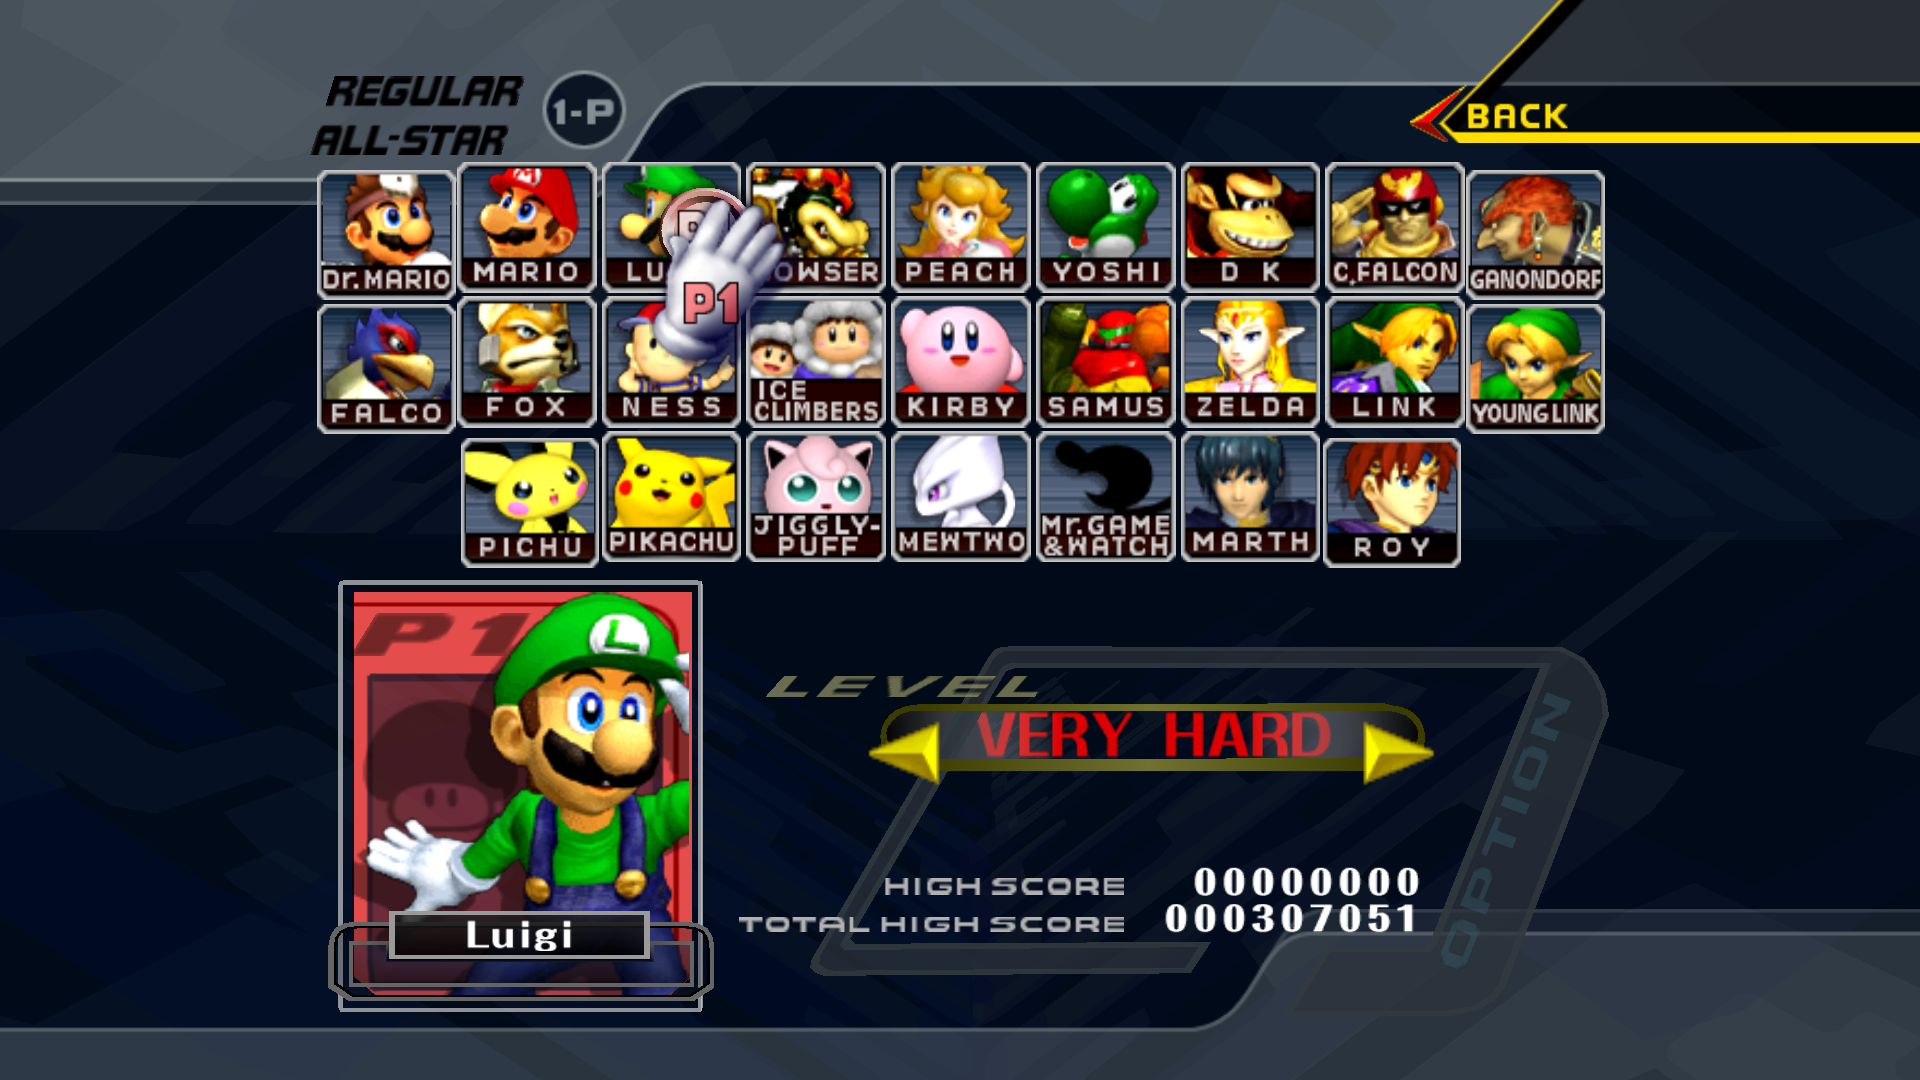 REGULAR
ALL-STAR
1-P
BACK
Dr. MARIO
MARIO
LU
OWSER
PEACH
YOSHI
D K
C. FALCON
GANONDORF
P1
FALCO
FOX
NESS
ICE
CLIMBERS
KIRBY
SAMUS
ZELDA
LINK
YOUNG LINK
PICHU
PIKACHU
JIGGLY-
PUFF
MEWTWO
Mr. GAME
& WATCH
MARTH
ROY
P1
L
Luigi
LEVEL
VERY HARD
OPTION
HIGH SCORE 00000000
TOTAL HIGH SCORE 000307051